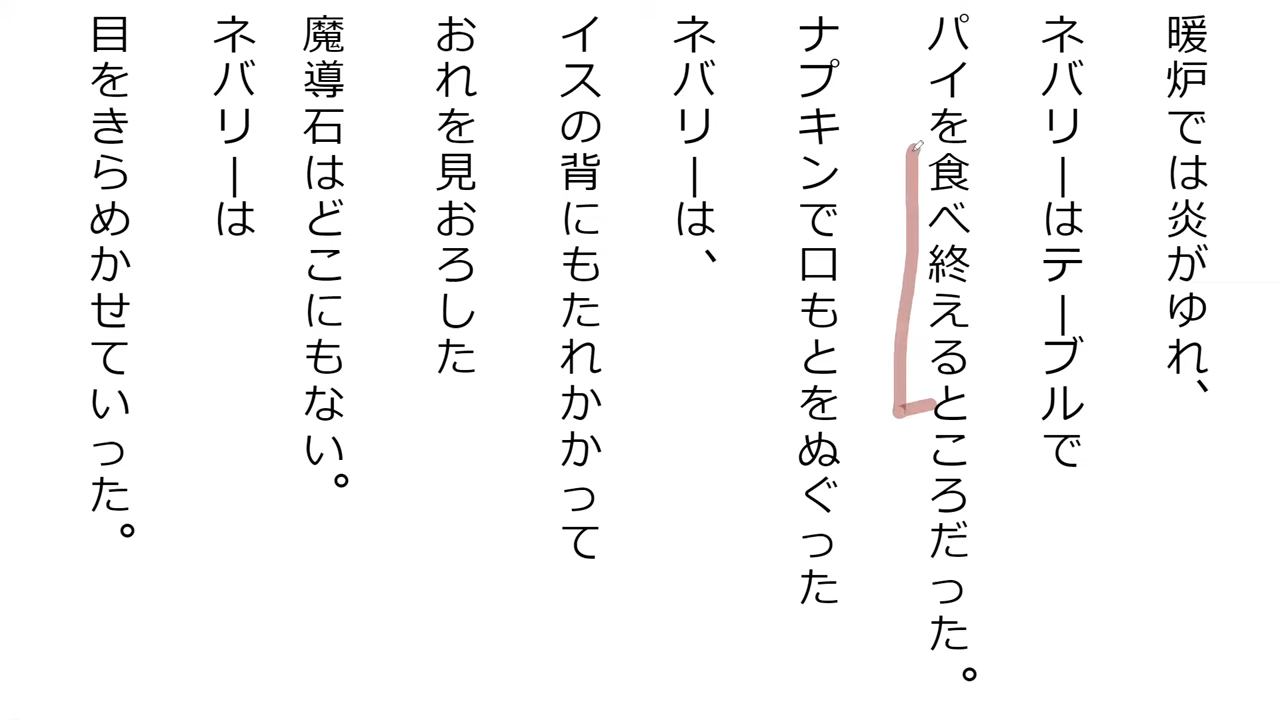 暖炉では炎がゆれ、
ネバリーはテーブルで
パイを食べ終えるところだった。
ナプキンで口もとをぬぐった
ネバリーは、
イスの背にもたれかかって
おれを見おろした
魔導石はどこにもない。
ネバリーは
目をきらめかせていった。